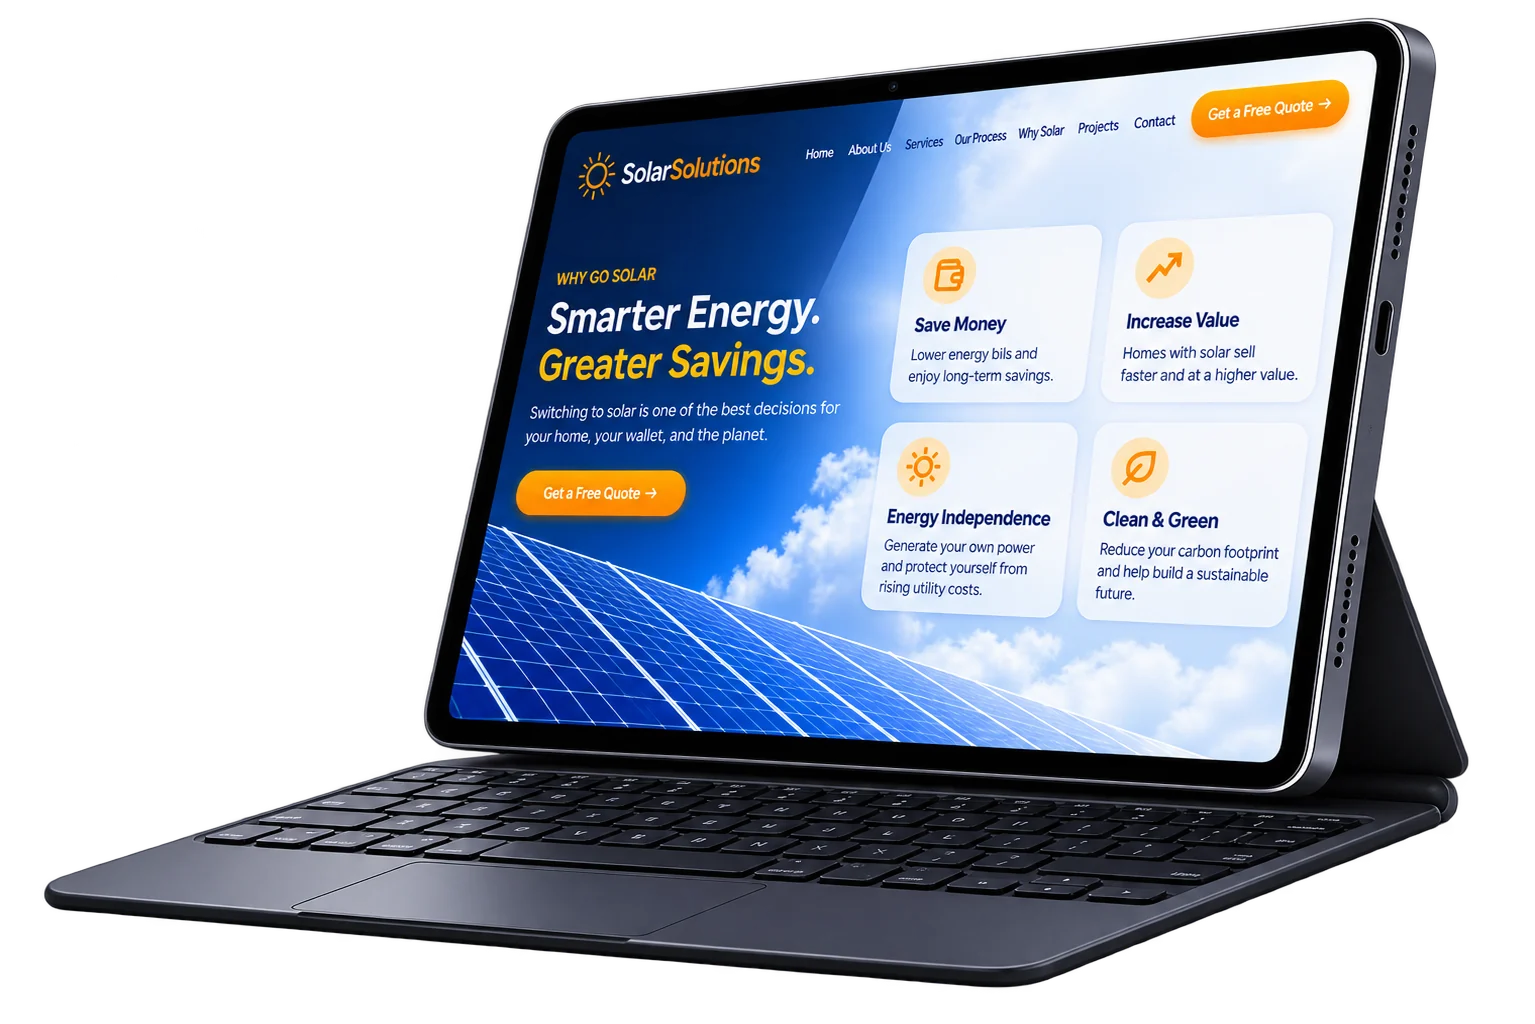 SolarSolutions
Home About Us Services Our Process Why Solar Projects Contact Get a Free Quote →
WHY GO SOLAR
Smarter Energy.
Greater Savings.
Switching to solar is one of the best decisions for
your home, your wallet, and the planet.
Get a Free Quote →
Save Money
Lower energy bils and
enjoy long-term savings.
Increase Value
Homes with solar sell
faster and at a higher value.
Energy Independence
Generate your own power
and protect yourself from
rising utility costs.
Clean & Green
Reduce your carbon footprint
and help build a sustainable
future.